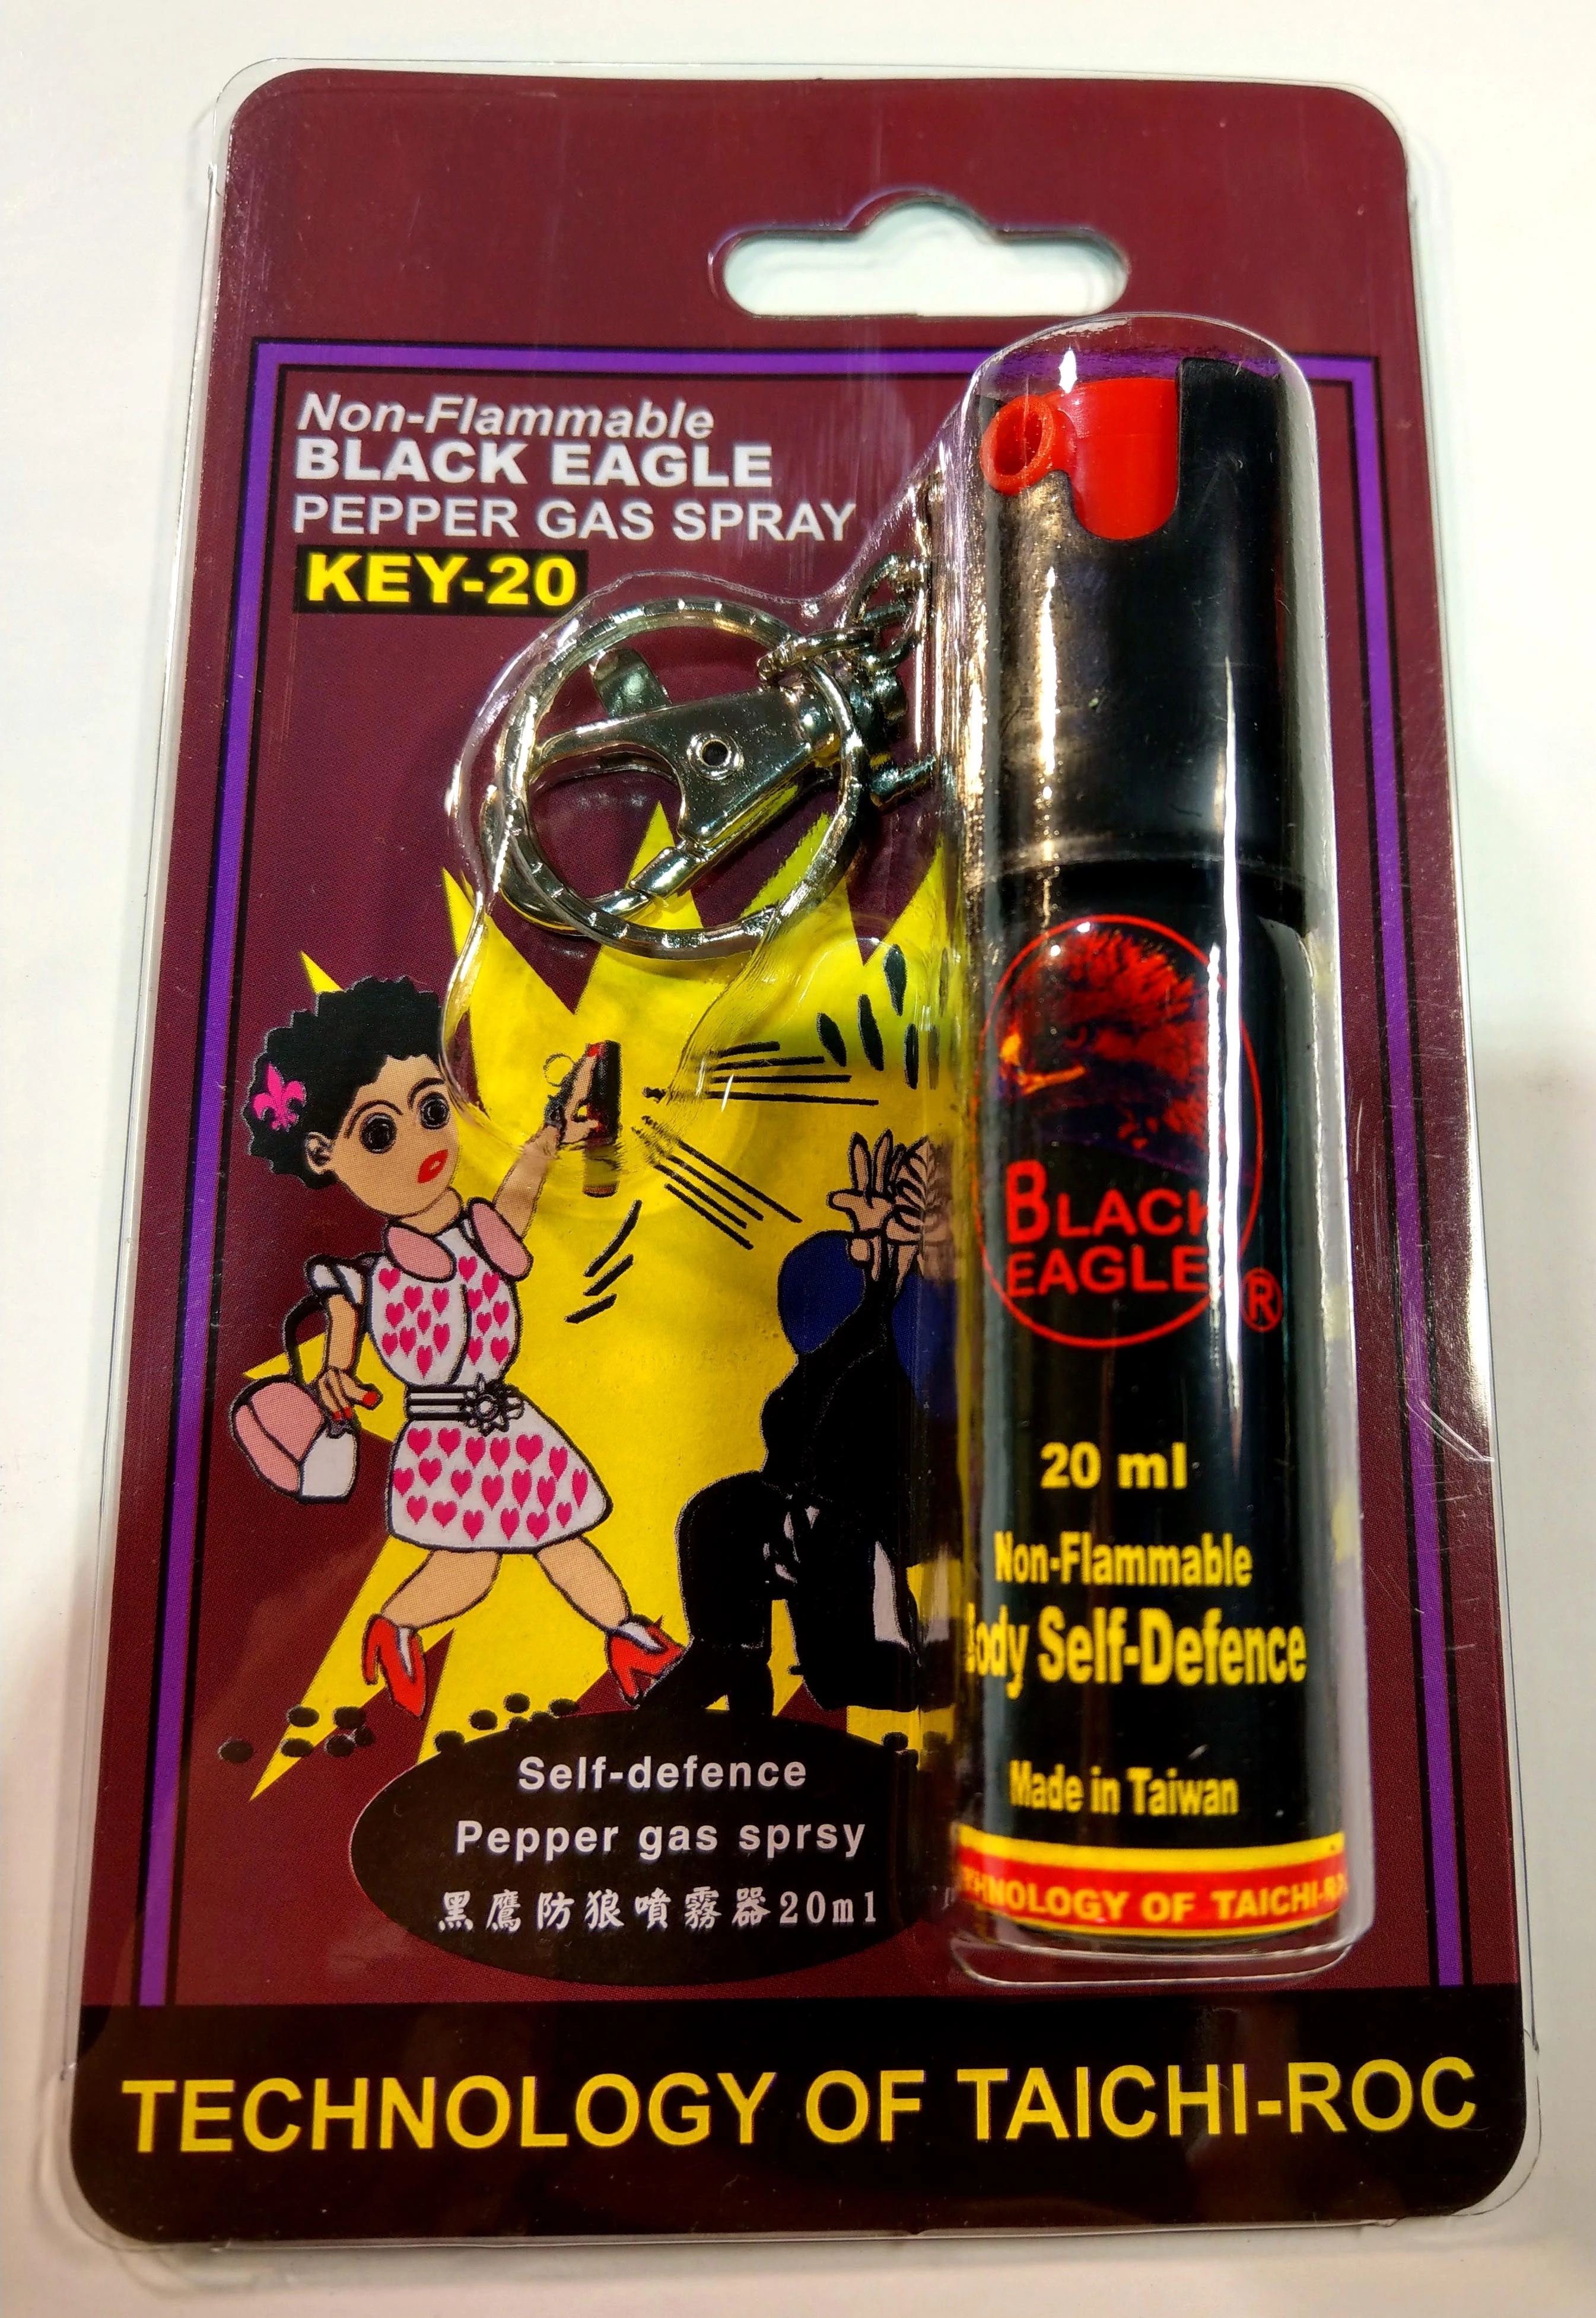 Non-Flammable
BLACK EAGLE
PEPPER GAS SPRAY
KEY-20
BLACK
EAGLE
®
20 ml
Non-Flammable
Self-Defence
Made in Taiwan
OF TAICHI-
Self-defence
Pepper gas sprsy
黑鷹防狼噴霧器20ml
TECHNOLOGY OF TAICHI-ROC